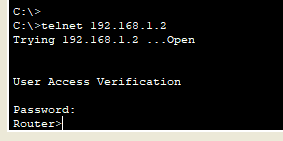 C:\>
C:\>telnet 192.168.1.2
Trying 192.168.1.2 ...Open
User Access Verification
Password:
Router>